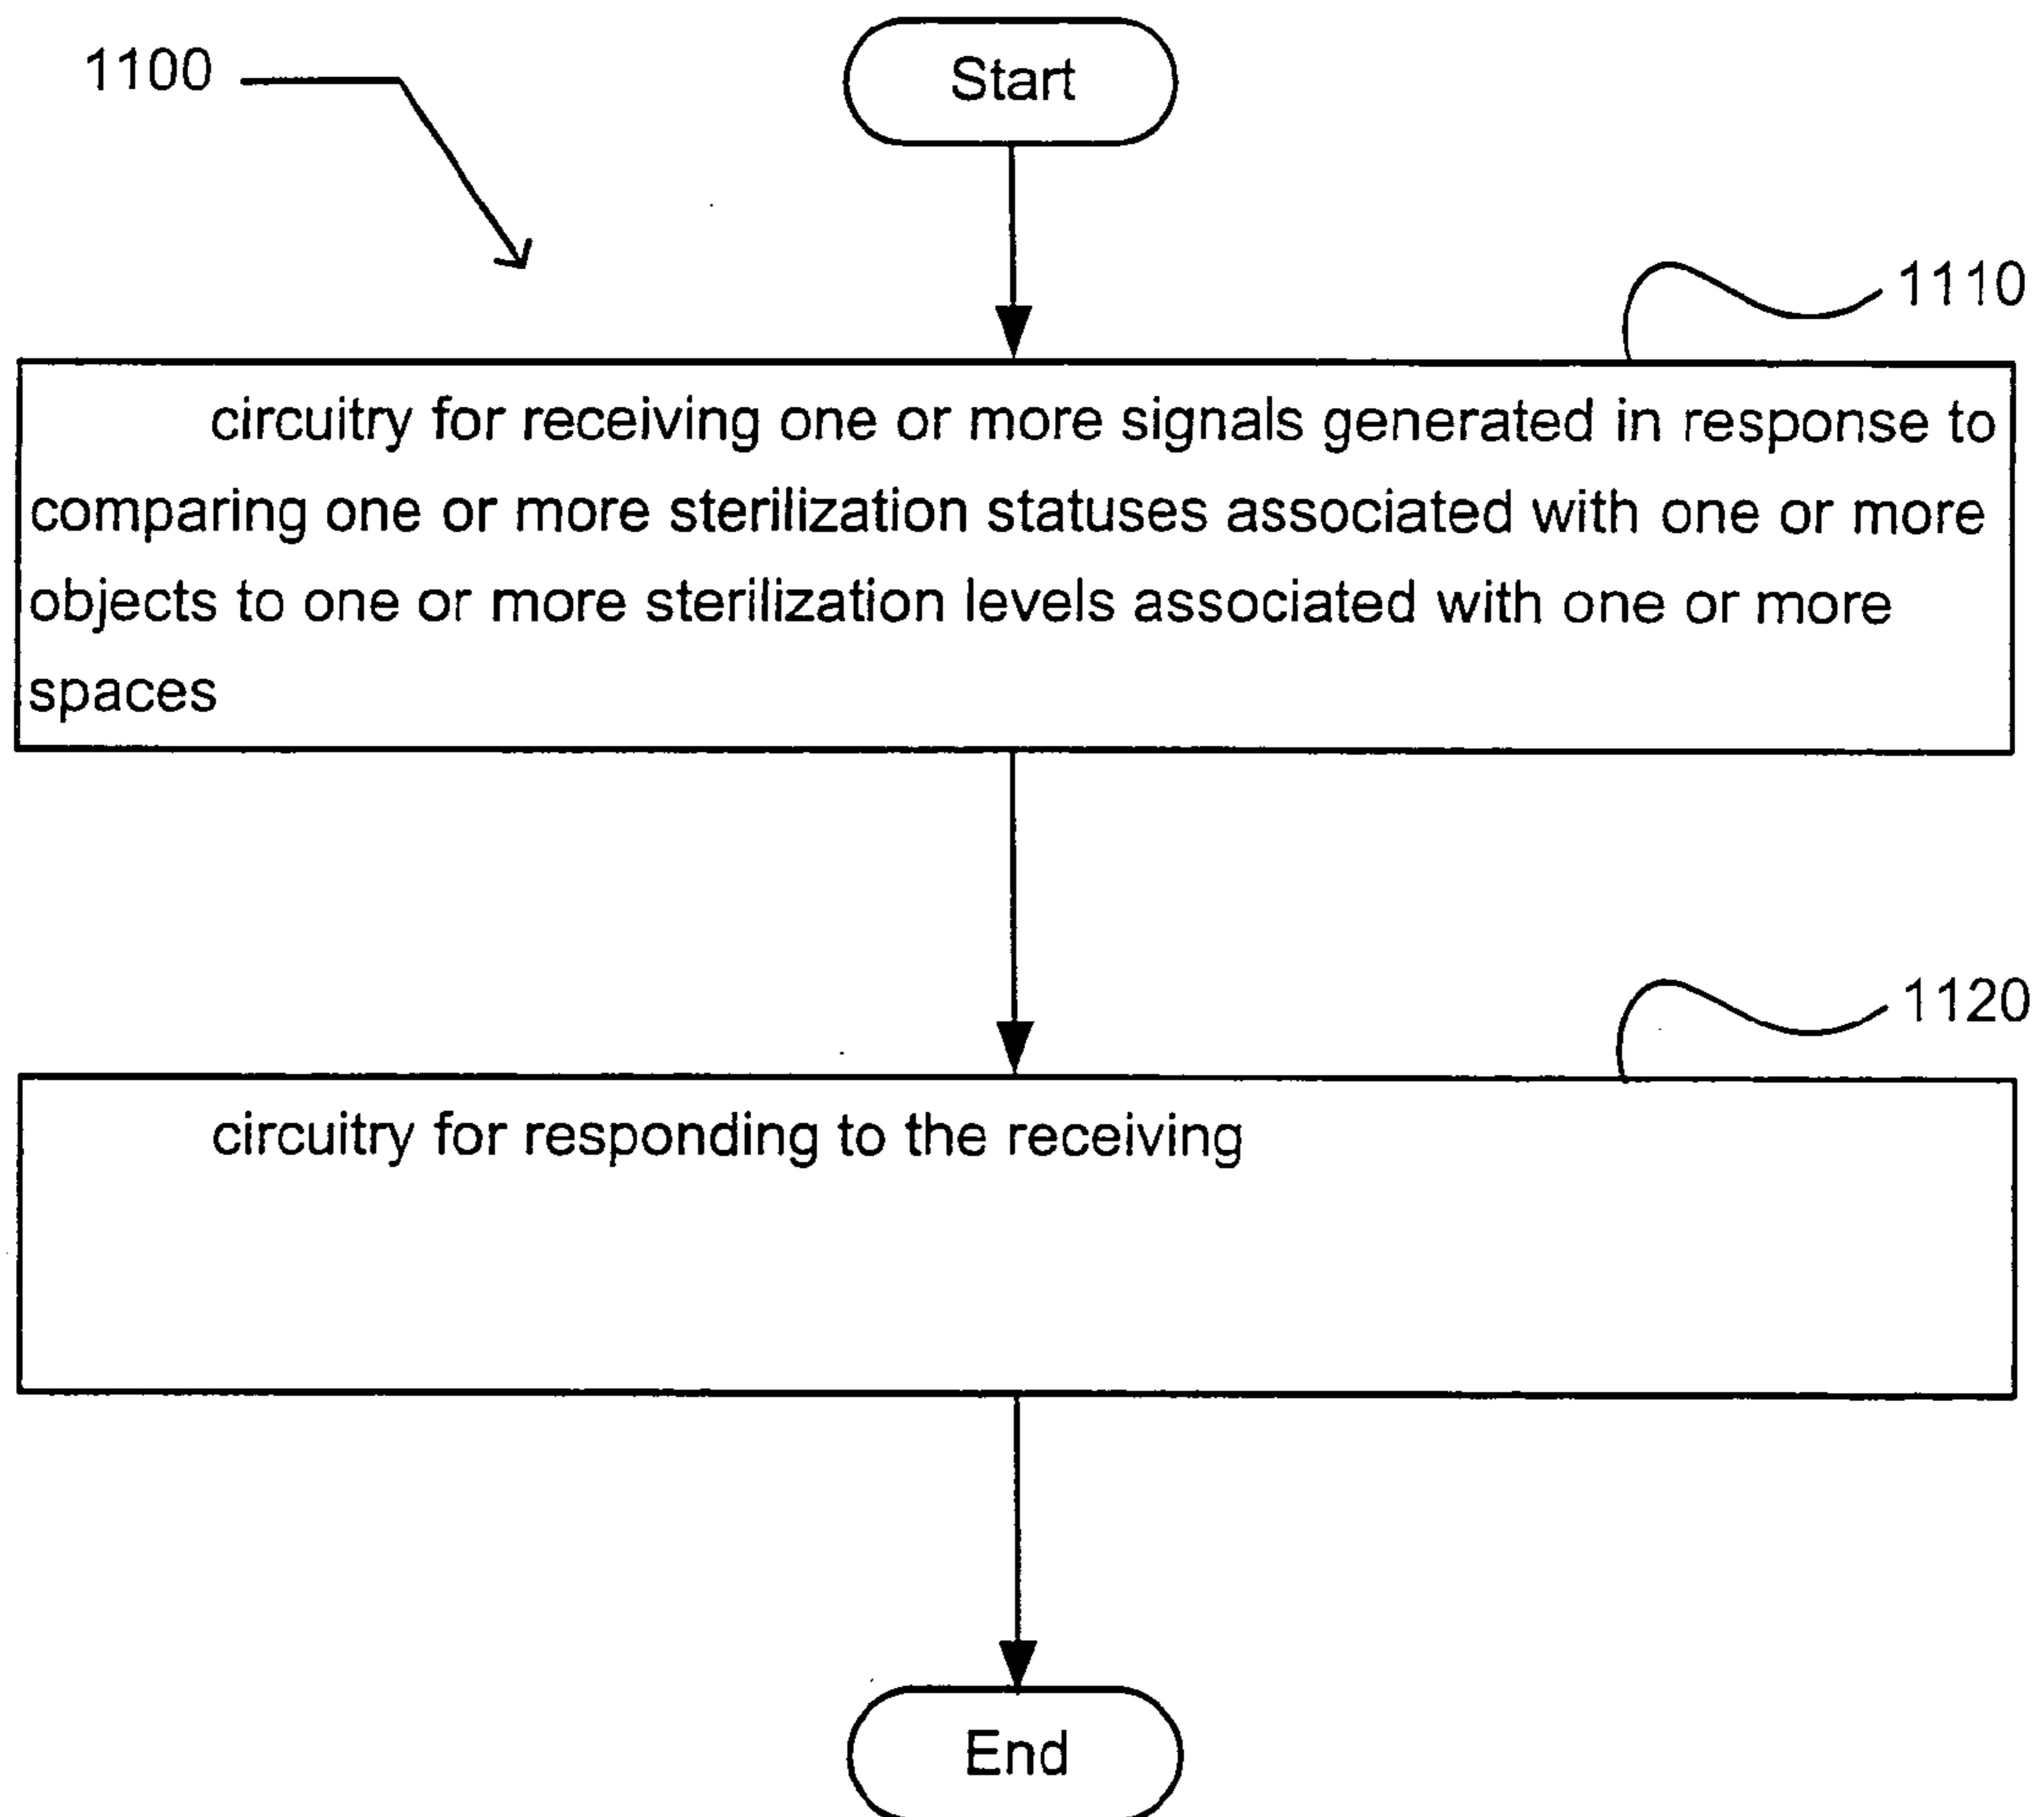 1100
Start
1110
circuitry for receiving one or more signals generated in response to
comparing one or more sterilization statuses associated with one or more
objects to one or more sterilization levels associated with one or more
spaces
1120
circuitry for responding to the receiving
End